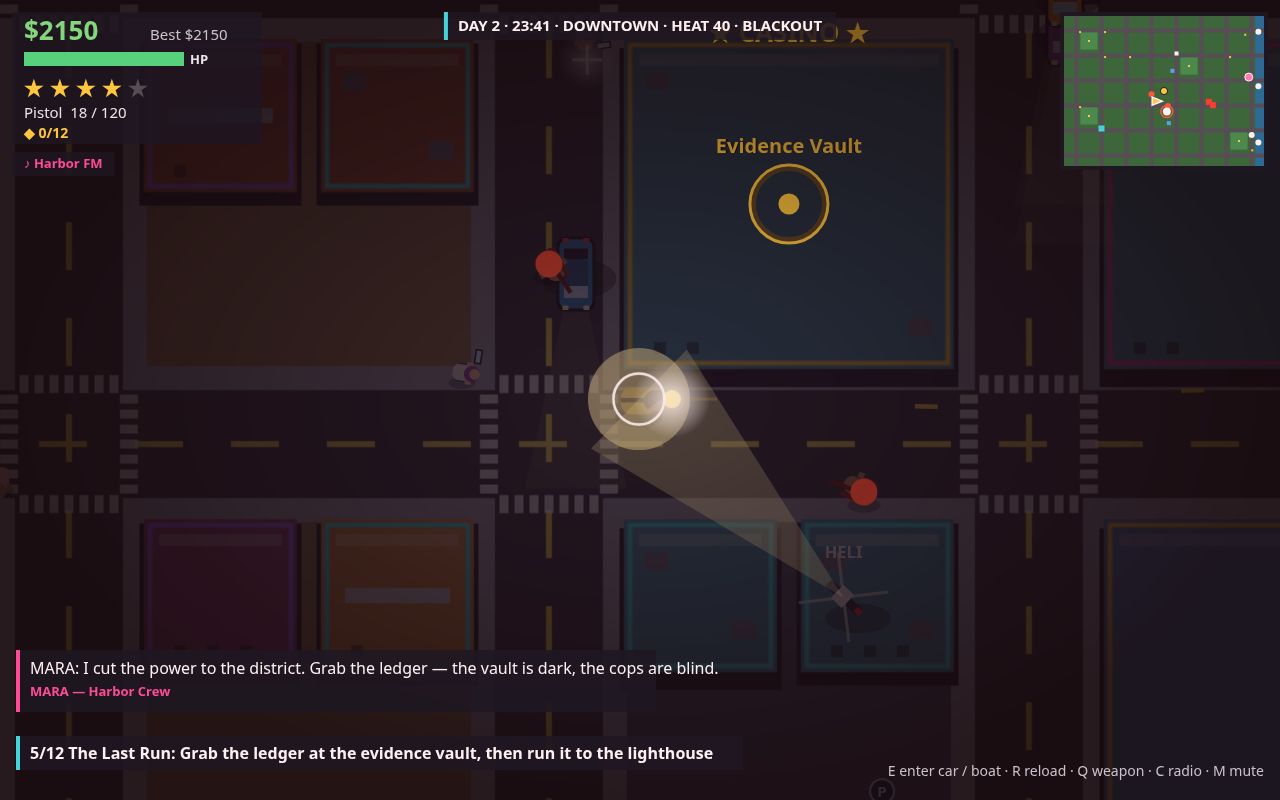 $2150
Best $2150
HP
★★★★★
Pistol 18 / 120
◆ 0/12
♪ Harbor FM
DAY 2 · 23:41 · DOWNTOWN · HEAT 40 · BLACKOUT
★ CASINO ★
Evidence Vault
HELI
MARA: I cut the power to the district. Grab the ledger — the vault is dark, the cops are blind.
MARA — Harbor Crew
5/12 The Last Run: Grab the ledger at the evidence vault, then run it to the lighthouse
P
E enter car / boat · R reload · Q weapon · C radio · M mute